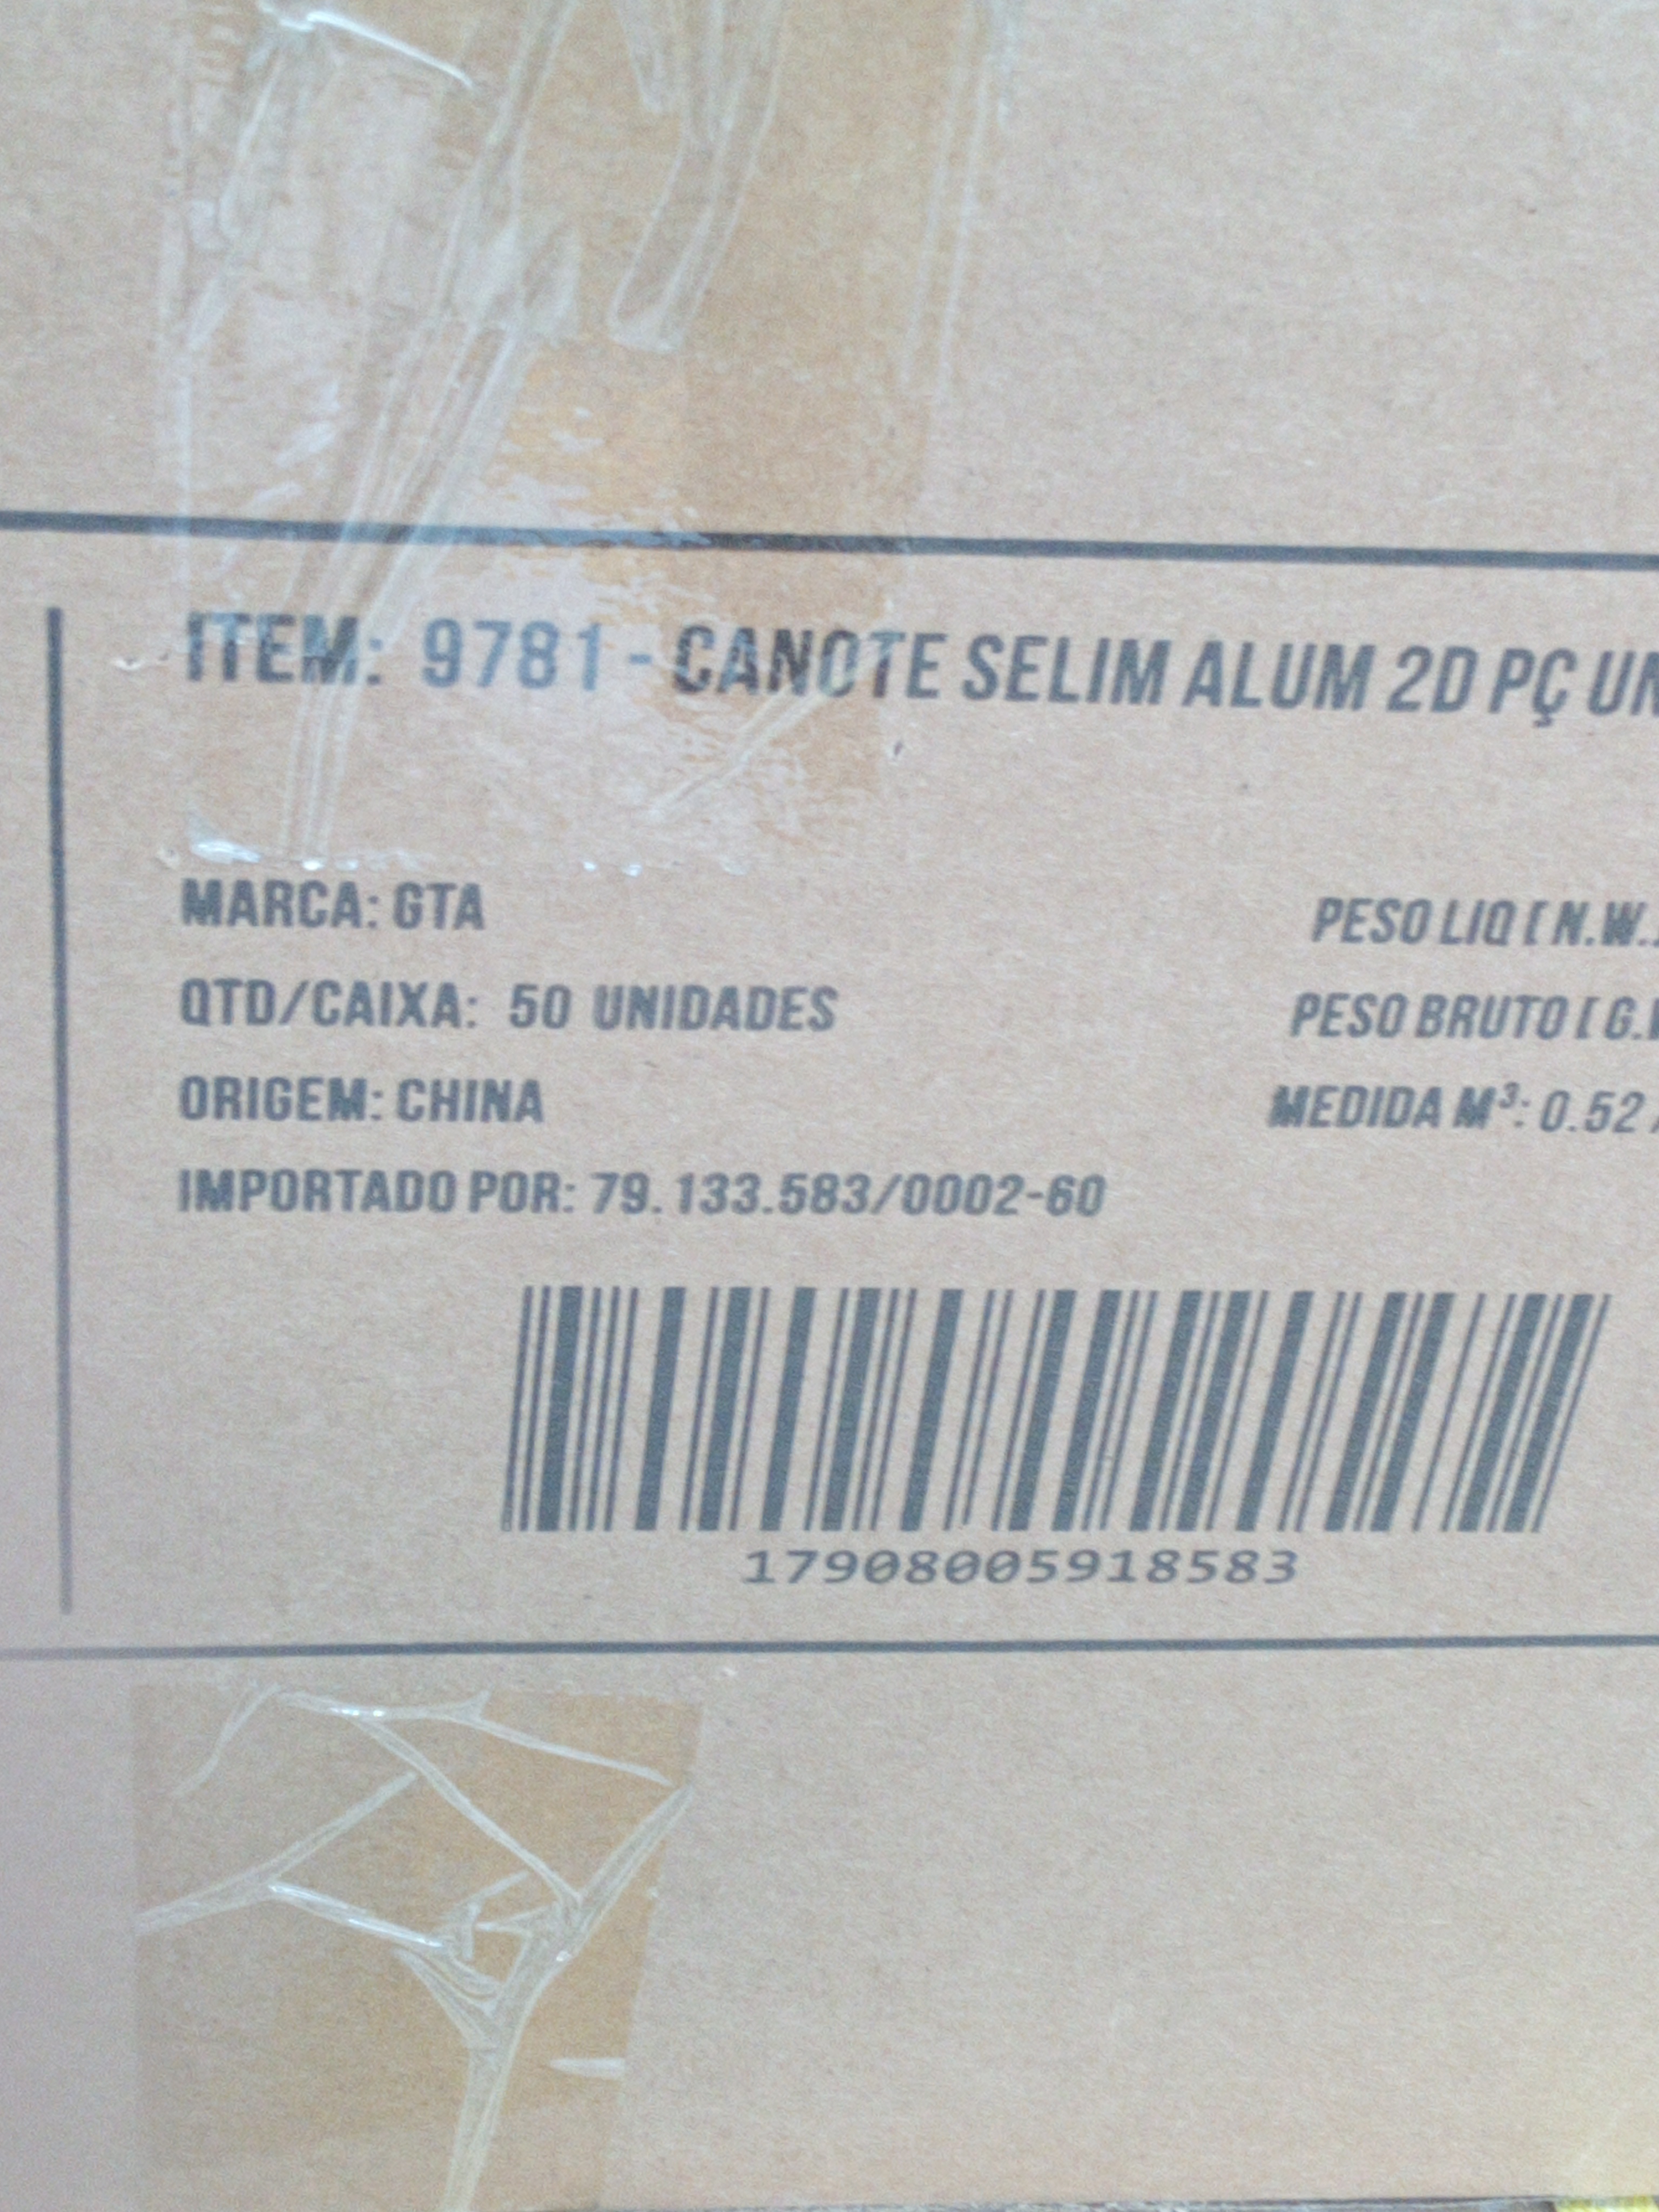 ITEM: 9781 - CANOTE SELIM ALUM 2D PÇ
MARCA: GTA
PESO LIQ [ N.W.
QTD/CAIXA: 50 UNIDADES
PESO BRUTO [ G.
ORIGEM: CHINA
MEDIDA M³: 0.52
IMPORTADO POR: 79.133.583/0002-60
17908005918583